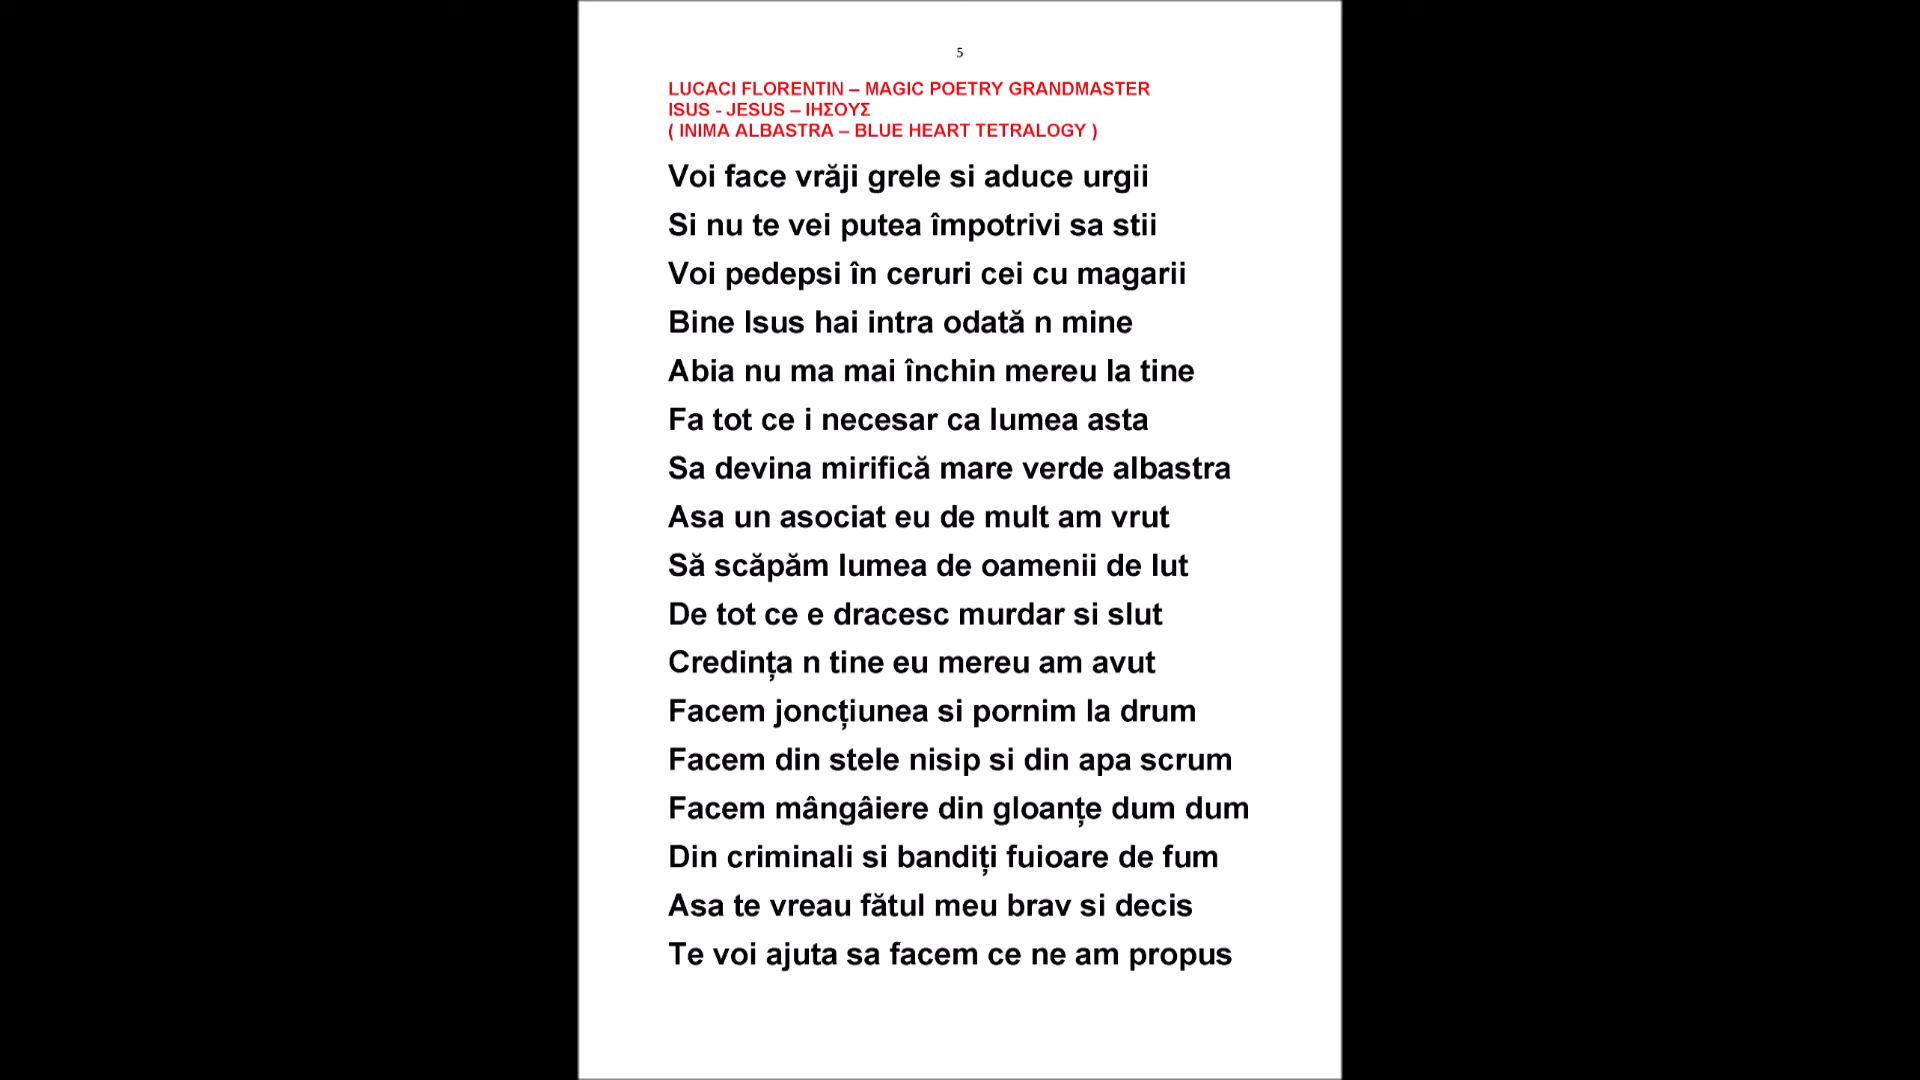 5
LUCACI FLORENTIN – MAGIC POETRY GRANDMASTER
ISUS - JESUS – ΙΗΣΟΥΣ
( INIMA ALBASTRA – BLUE HEART TETRALOGY )
Voi face vrăji grele si aduce urgii
Si nu te vei putea împotrivi sa stii
Voi pedepsi în ceruri cei cu magarii
Bine Isus hai intra odată n mine
Abia nu ma mai închin mereu la tine
Fa tot ce i necesar ca lumea asta
Sa devina mirifică mare verde albastra
Asa un asociat eu de mult am vrut
Să scăpăm lumea de oamenii de lut
De tot ce e dracesc murdar si slut
Credința n tine eu mereu am avut
Facem joncțiunea si pornim la drum
Facem din stele nisip si din apa scrum
Facem mângâiere din gloanțe dum dum
Din criminali si bandiți fuioare de fum
Asa te vreau fătul meu brav si decis
Te voi ajuta sa facem ce ne am propus